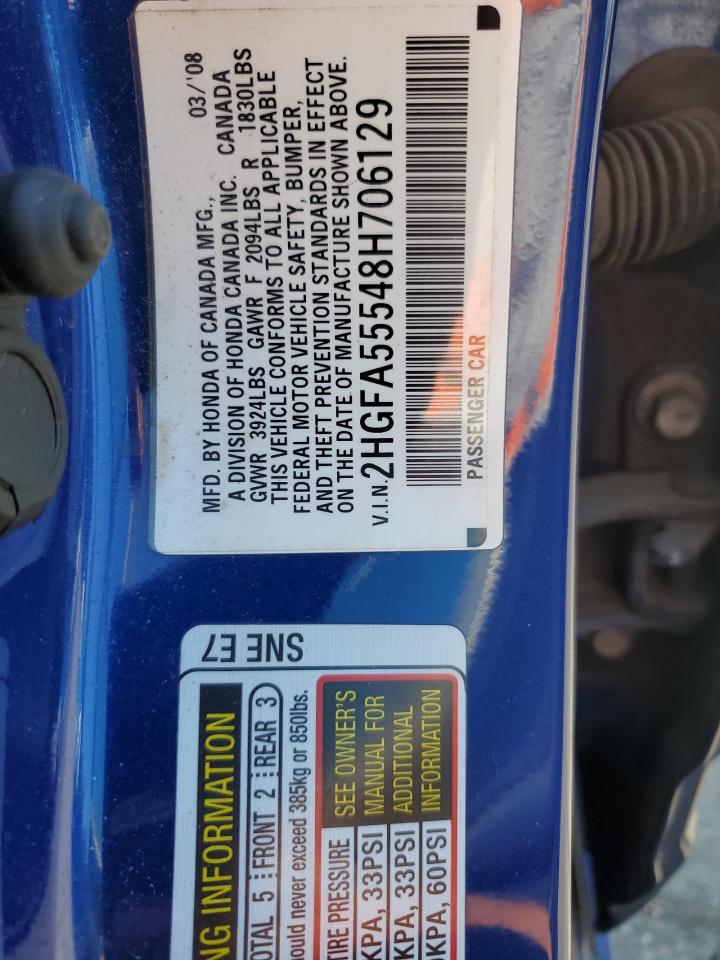 MFD. BY HONDA OF CANADA MFG., 03/'08
A DIVISION OF HONDA CANADA INC. CANADA
GVWR 3924LBS GAWR F 2094LBS R 1830LBS
THIS VEHICLE CONFORMS TO ALL APPLICABLE
FEDERAL MOTOR VEHICLE SAFETY, BUMPER,
AND THEFT PREVENTION STANDARDS IN EFFECT
ON THE DATE OF MANUFACTURE SHOWN ABOVE.
V.I.N. 2HGFA55548H706129
PASSENGER CAR
SNE E7
NG INFORMATION
OTAL 5 FRONT 2 REAR 3
hould never exceed 385kg or 850lbs.
TIRE PRESSURE
KPA, 33PSI
KPA, 33PSI
KPA, 60PSI
SEE OWNER'S
MANUAL FOR
ADDITIONAL
INFORMATION